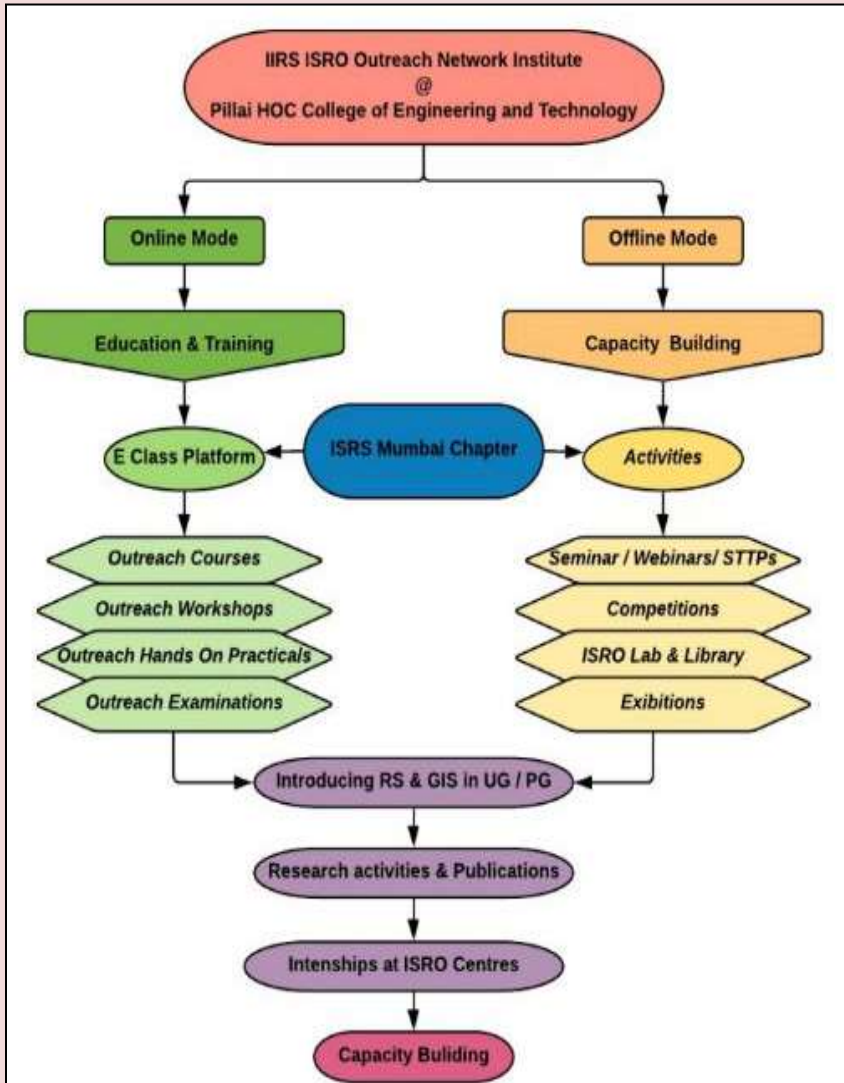 IIRS ISRO Outreach Network Institute
@
Pillai HOC College of Engineering and Technology
Online Mode
Offline Mode
Education & Training
Capacity Building
E Class Platform
ISRS Mumbai Chapter
Activities
Outreach Courses
Outreach Workshops
Outreach Hands On Practicals
Outreach Examinations
Seminar / Webinars/ STTPs
Competitions
ISRO Lab & Library
Exibitions
Introducing RS & GIS in UG / PG
Research activities & Publications
Intenships at ISRO Centres
Capacity Buliding